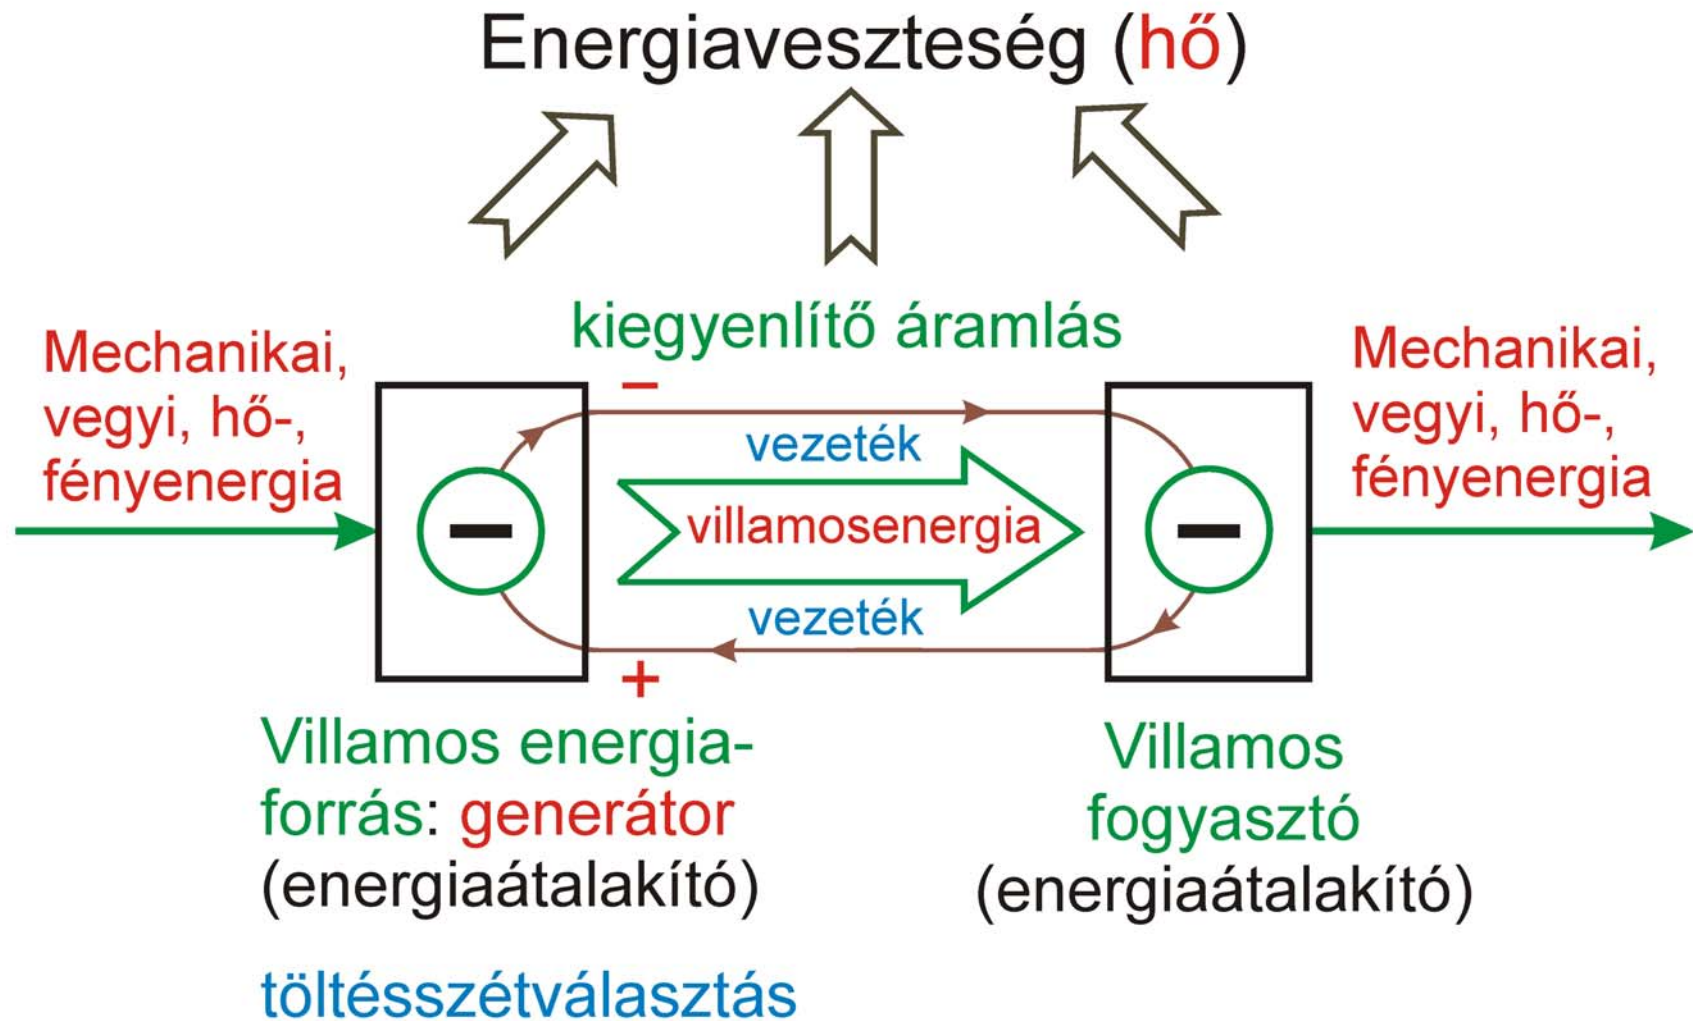 Energiaveszteség (hő)
kiegyenlítő áramlás
Mechanikai,
vegyi, hő-,
fényenergia
Mechanikai,
vegyi, hő-,
fényenergia
−
vezeték
villamosenergia
vezeték
+
−
−
Villamos energia-
forrás: generátor
(energiaátalakító)
töltésszétválasztás
Villamos
fogyasztó
(energiaátalakító)